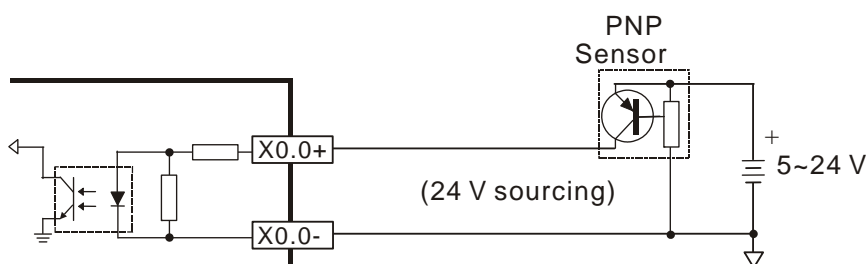 PNP
Sensor
X0.0+
+
5~24 V
(24 V sourcing)
X0.0-